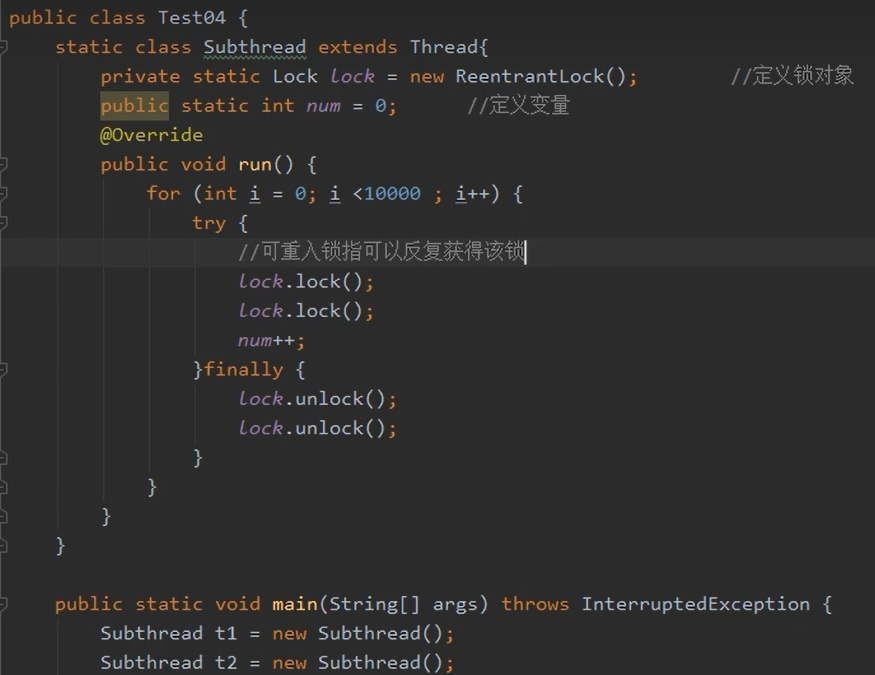 public class Test04 {
static class Subthread extends Thread{
private static Lock lock = new ReentrantLock(); //定义锁对象
public static int num = 0; //定义变量
@Override
public void run() {
for (int i = 0; i <10000 ; i++) {
try {
//可重入锁指可以反复获得该锁
lock.lock();
lock.lock();
num++;
}finally {
lock.unlock();
lock.unlock();
}
}
}
}
public static void main(String[] args) throws InterruptedException {
Subthread t1 = new Subthread();
Subthread t2 = new Subthread();